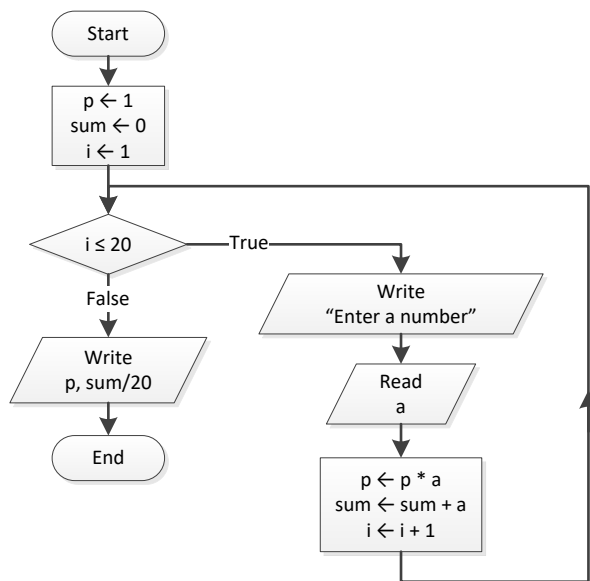 Start
p ← 1
sum ← 0
i ← 1
i ≤ 20
True
False
Write
“Enter a number”
Write
p, sum/20
Read
a
End
p ← p * a
sum ← sum + a
i ← i + 1